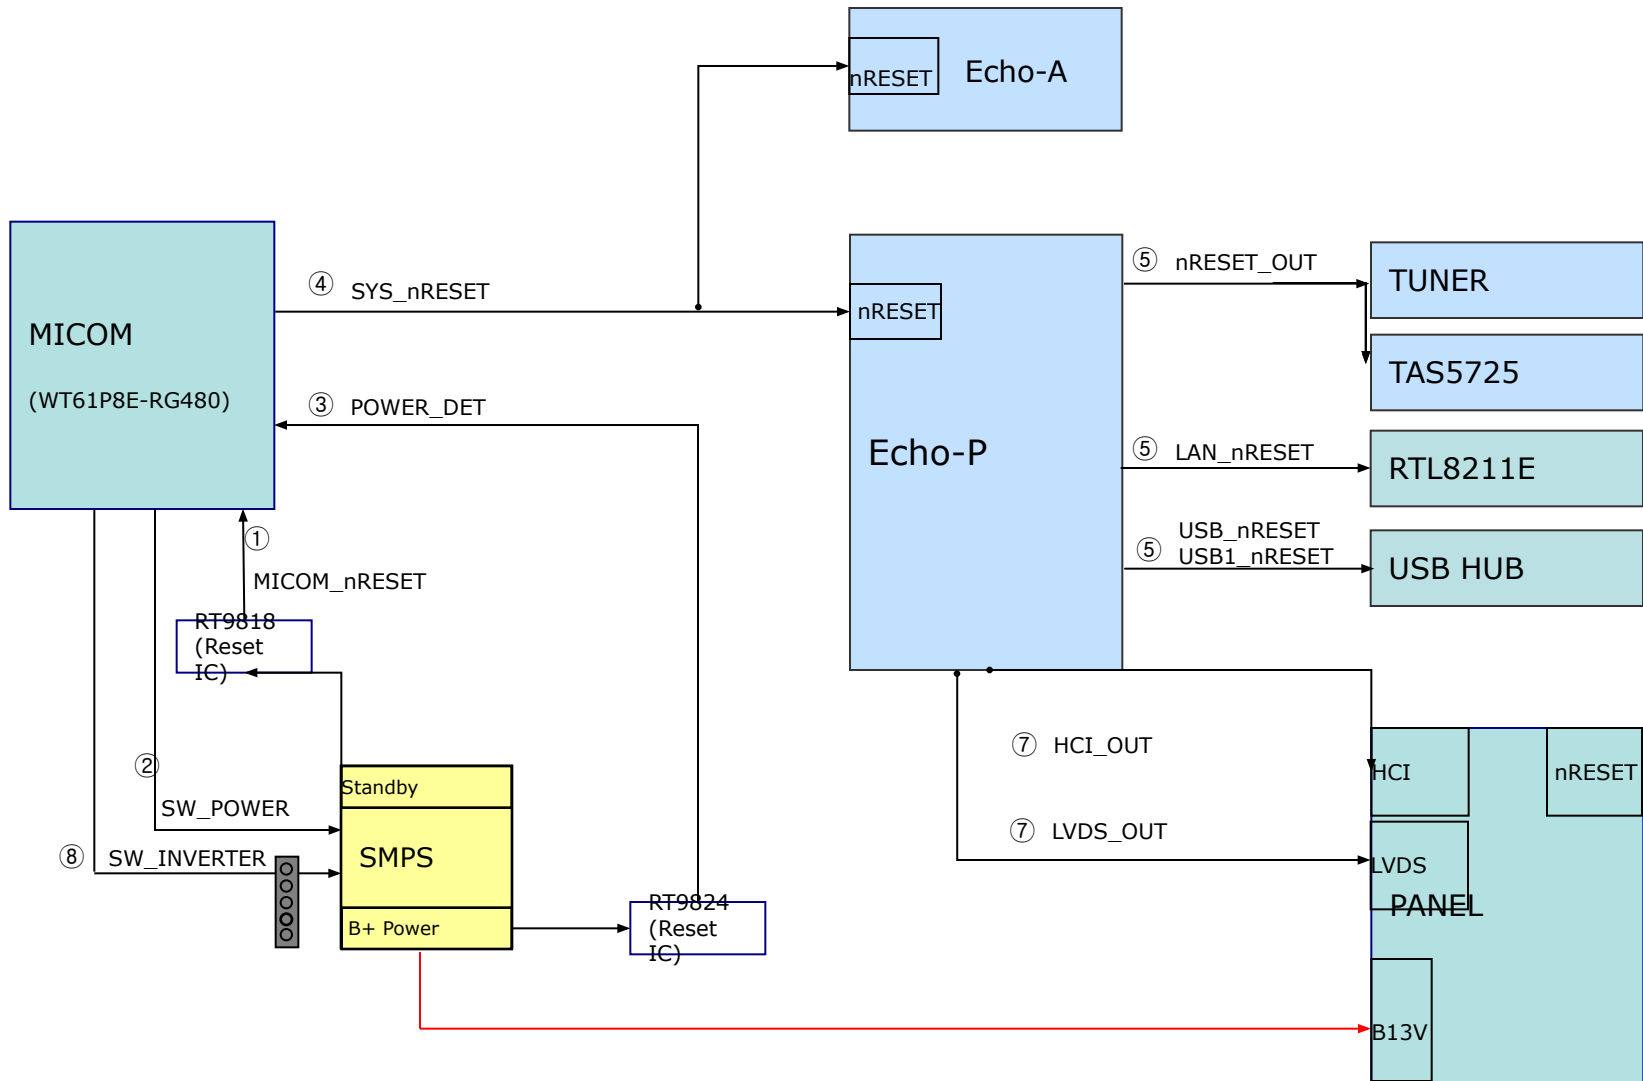 nRESET
Echo-A
④ SYS_nRESET
MICOM
(WT61P8E-RG480)
③ POWER_DET
nRESET
Echo-P
⑤ nRESET_OUT
TUNER
TAS5725
⑤ LAN_nRESET
RTL8211E
USB_nRESET
⑤ USB1_nRESET
USB HUB
①
MICOM_nRESET
RT9818
(Reset
IC)
②
SW_POWER
⑧ SW_INVERTER
Standby
SMPS
B+ Power
RT9824
(Reset
IC)
⑦ HCI_OUT
⑦ LVDS_OUT
HCI
nRESET
LVDS
PANEL
B13V